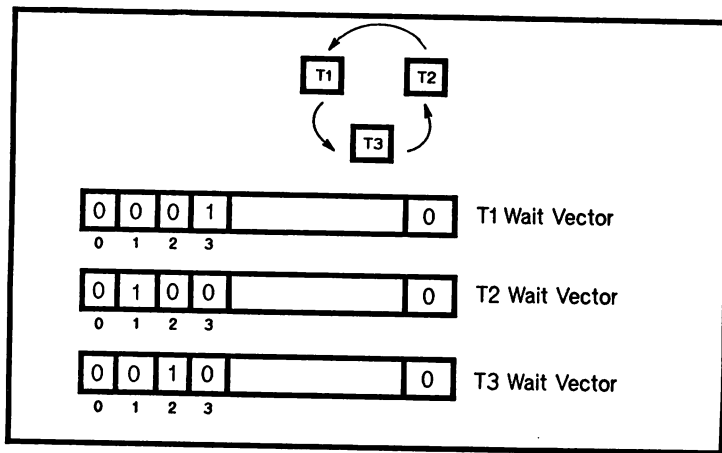 T1 T2
T3
0 0 0 1 0 T1 Wait Vector
0 1 2 3
0 1 0 0 0 T2 Wait Vector
0 1 2 3
0 0 1 0 0 T3 Wait Vector
0 1 2 3